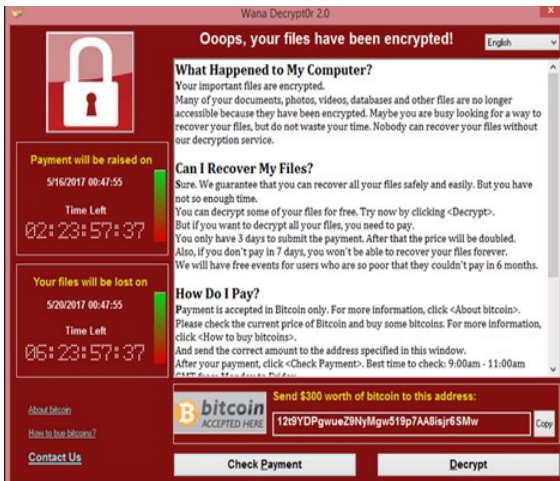 Wana Decrypt0r 2.0
Ooops, your files have been encrypted!
English
What Happened to My Computer?
Your important files are encrypted.
Many of your documents, photos, videos, databases and other files are no longer
accessible because they have been encrypted. Maybe you are busy looking for a way to
recover your files, but do not waste your time. Nobody can recover your files without
our decryption service.
Can I Recover My Files?
Sure. We guarantee that you can recover all your files safely and easily. But you have
not so enough time.
You can decrypt some of your files for free. Try now by clicking <Decrypt>.
But if you want to decrypt all your files, you need to pay.
You only have 3 days to submit the payment. After that the price will be doubled.
Also, if you don't pay in 7 days, you won't be able to recover your files forever.
We will have free events for users who are so poor that they couldn't pay in 6 months.
How Do I Pay?
Payment is accepted in Bitcoin only. For more information, click <About bitcoin>.
Please check the current price of Bitcoin and buy some bitcoins. For more information,
click <How to buy bitcoins>.
And send the correct amount to the address specified in this window.
After your payment, click <Check Payment>. Best time to check: 9:00am - 11:00am
GMT from Monday to Friday.
Payment will be raised on
5/16/2017 00:47:55
Time Left
02:23:57:37
Your files will be lost on
5/20/2017 00:47:55
Time Left
06:23:57:37
About bitcoin
How to buy bitcoins?
Contact Us
bitcoin
ACCEPTED HERE
Send $300 worth of bitcoin to this address:
12t9YDPgwueZ9NyMgw519p7AA8isjr6SMw
Copy
Check Payment
Decrypt